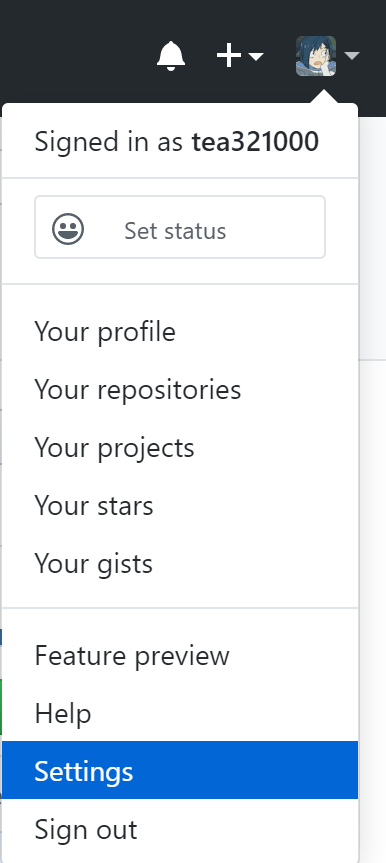 Signed in as tea321000
Set status
Your profile
Your repositories
Your projects
Your stars
Your gists
Feature preview
Help
Settings
Sign out